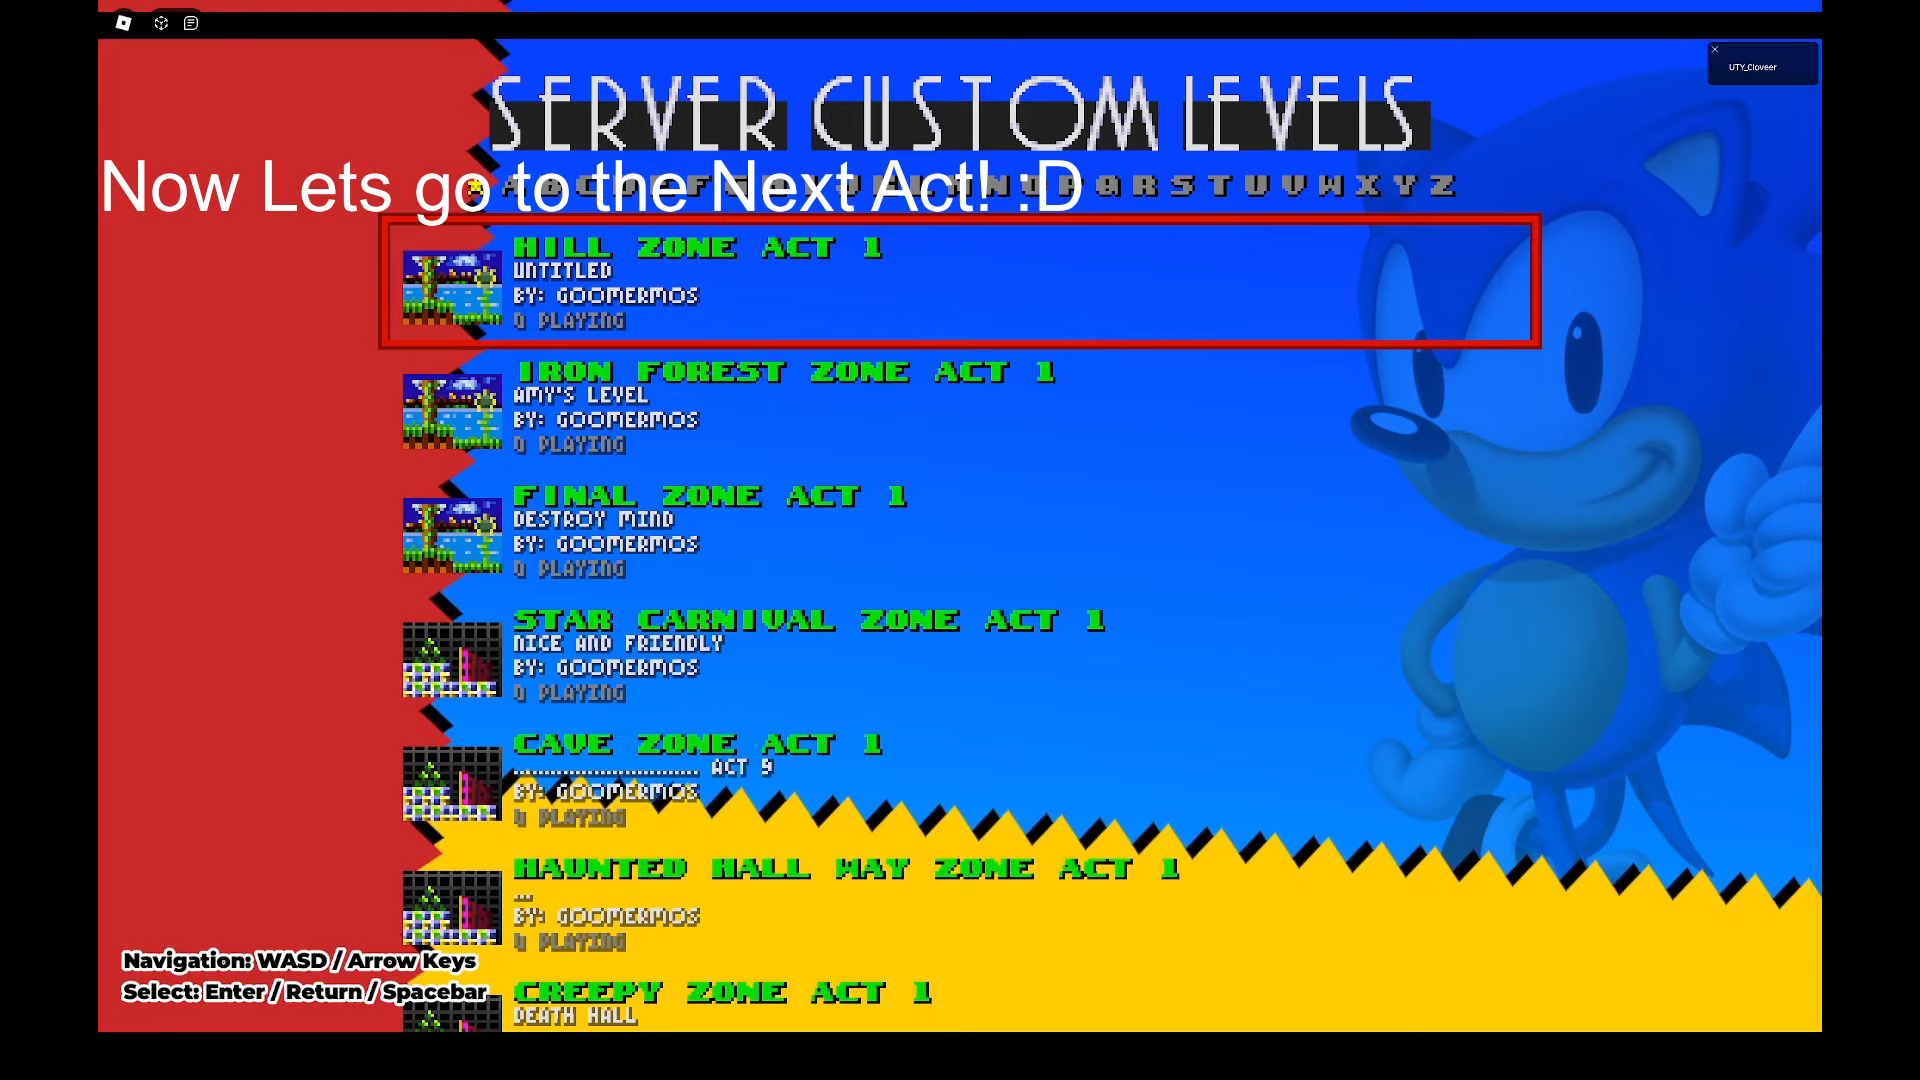 UTY_Cloveer
SERVER CUSTOM LEVELS
Now Lets go to the Next Act! :D
P Q R S T U V W X Y Z
HILL ZONE ACT 1
UNTITLED
BY: GOOMERMOS
0 PLAYING
IRON FOREST ZONE ACT 1
AMY'S LEVEL
BY: GOOMERMOS
0 PLAYING
FINAL ZONE ACT 1
DESTROY MIND
BY: GOOMERMOS
0 PLAYING
STAR CARNIVAL ZONE ACT 1
NICE AND FRIENDLY
BY: GOOMERMOS
0 PLAYING
CAVE ZONE ACT 1
.............................. ACT 9
BY: GOOMERMOS
0 PLAYING
HAUNTED HALL WAY ZONE ACT 1
...
BY: GOOMERMOS
0 PLAYING
CREEPY ZONE ACT 1
DEATH HALL
Navigation: WASD / Arrow Keys
Select: Enter / Return / Spacebar